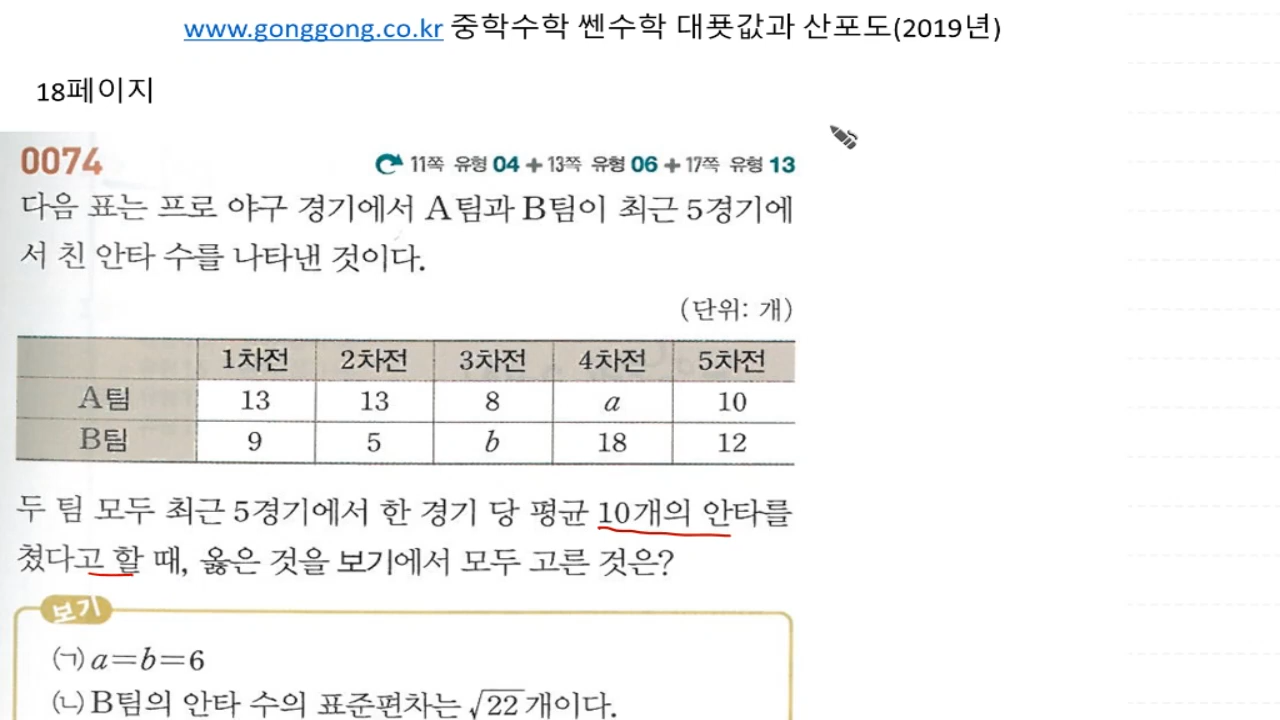 www.gonggong.co.kr 중학수학 쎈수학 대푯값과 산포도(2019년)
18페이지
0074
11쪽 유형 04 + 13쪽 유형 06 + 17쪽 유형 13
다음 표는 프로 야구 경기에서 A팀과 B팀이 최근 5경기에
서 친 안타 수를 나타낸 것이다.
(단위: 개)
1차전 2차전 3차전 4차전 5차전
A팀 13 13 8 a 10
B팀 9 5 b 18 12
두 팀 모두 최근 5경기에서 한 경기 당 평균 10개의 안타를
쳤다고 할 때, 옳은 것을 보기에서 모두 고른 것은?
보기
(ㄱ) a=b=6
(ㄴ) B팀의 안타 수의 표준편차는 √22개이다.